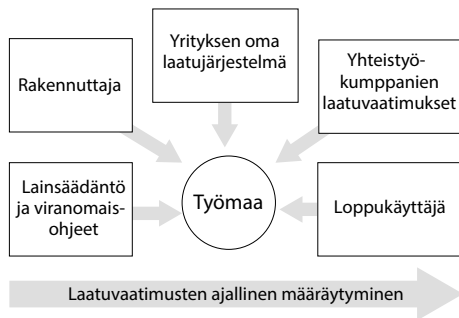 Yrityksen oma
laatujärjestelmä
Rakennuttaja
Yhteistyö-
kumppanien
laatuvaatimukset
Lainsäädäntö
ja viranomais-
ohjeet
Työmaa
Loppukäyttäjä
Laatuvaatimusten ajallinen määräytyminen